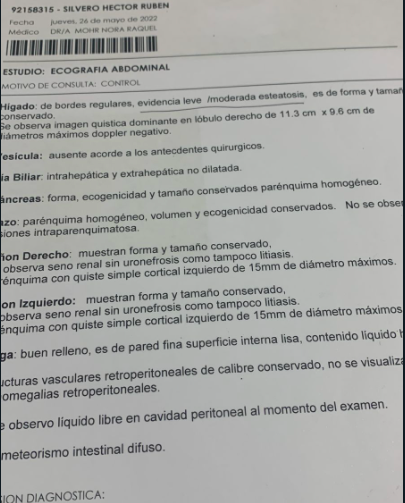 92158315 - SILVERO HECTOR RUBEN
Fecha jueves, 26 de mayo de 2022
Médico DR/A MOHR NORA RAQUEL
ESTUDIO: ECOGRAFIA ABDOMINAL
MOTIVO DE CONSULTA: CONTROL
Hígado: de bordes regulares, evidencia leve /moderada esteatosis, es de forma y tamañ
conservado.
Se observa imagen quistica dominante en lóbulo derecho de 11.3 cm x 9.6 cm de
diámetros máximos doppler negativo.
esicula: ausente acorde a los antecdentes quirurgicos.
ia Biliar: intrahepática y extrahepática no dilatada.
áncreas: forma, ecogenicidad y tamaño conservados parénquima homogéneo.
azo: parénquima homogéneo, volumen y ecogenicidad conservados. No se obser
siones intraparenquimatosa.
ñon Derecho: muestran forma y tamaño conservado,
observa seno renal sin uronefrosis como tampoco litiasis.
rénquima con quiste simple cortical izquierdo de 15mm de diámetro máximos.
on Izquierdo: muestran forma y tamaño conservado,
observa seno renal sin uronefrosis como tampoco litiasis.
énquima con quiste simple cortical izquierdo de 15mm de diámetro máximos
ga: buen relleno, es de pared fina superficie interna lisa, contenido líquido h
ucturas vasculares retroperitoneales de calibre conservado, no se visualiza
omegalias retroperitoneales.
e observo líquido libre en cavidad peritoneal al momento del examen.
meteorismo intestinal difuso.
ION DIAGNOSTICA: